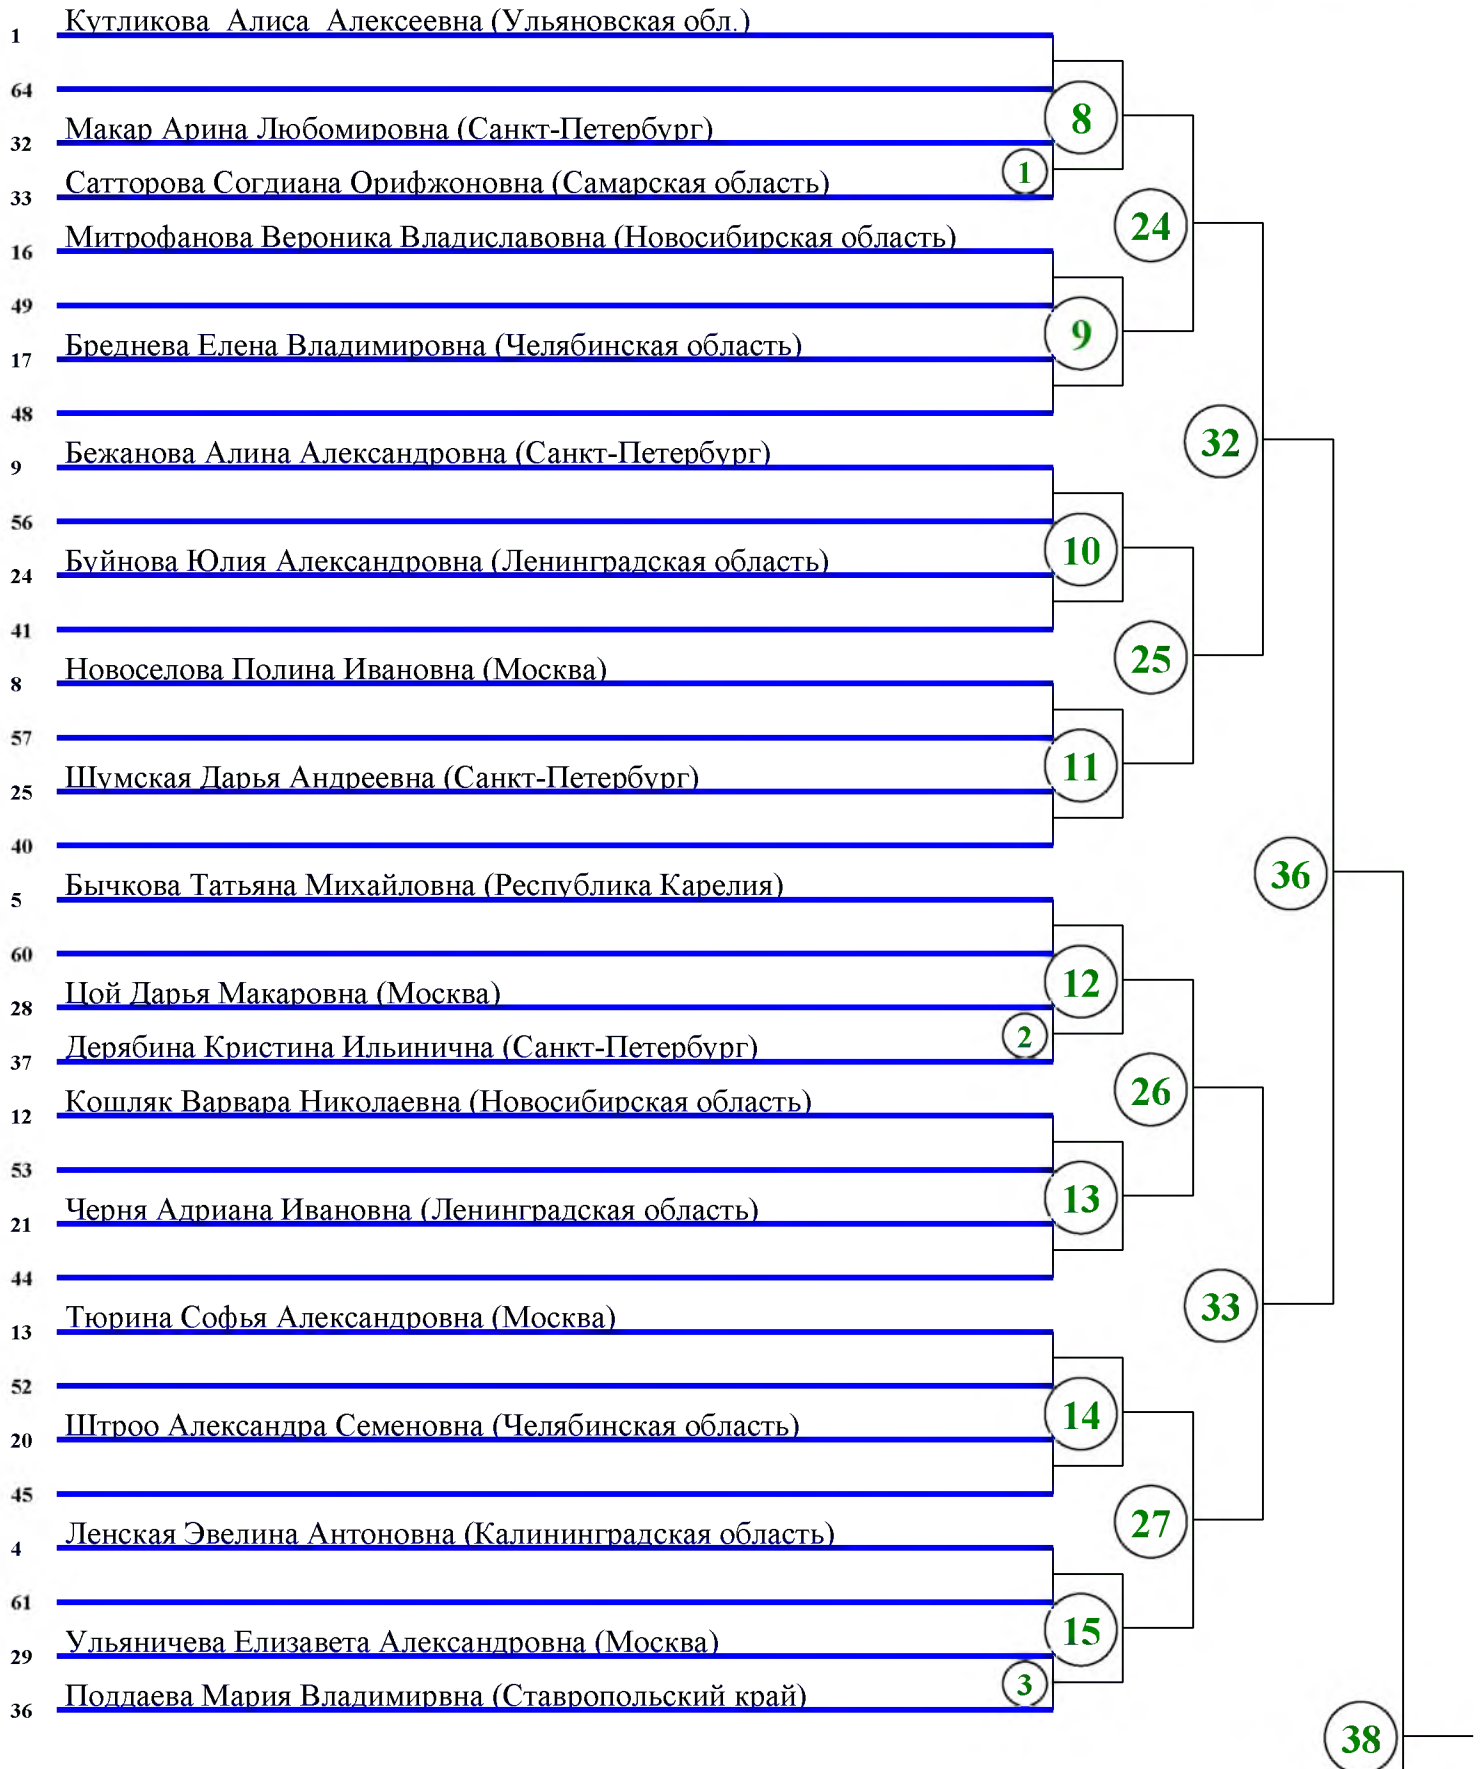 Кутликова Алиса Алексеевна (Ульяновская обл.)
1
64
8
Макар Арина Любомировна (Санкт-Петербург)
32
1
Сатторова Согдиана Орифжоновна (Самарская область)
33
24
Митрофанова Вероника Владиславовна (Новосибирская область)
16
49
9
Бреднева Елена Владимировна (Челябинская область)
17
48
32
Бежанова Алина Александровна (Санкт-Петербург)
9
56
10
Буйнова Юлия Александровна (Ленинградская область)
24
41
25
Новоселова Полина Ивановна (Москва)
8
57
11
Шумская Дарья Андреевна (Санкт-Петербург)
25
40
36
Бычкова Татьяна Михайловна (Республика Карелия)
5
60
12
Цой Дарья Макаровна (Москва)
28
2
Дерябина Кристина Ильинична (Санкт-Петербург)
37
26
Кошляк Варвара Николаевна (Новосибирская область)
12
53
13
Черня Адриана Ивановна (Ленинградская область)
21
44
33
Тюрина Софья Александровна (Москва)
13
52
14
Штроо Александра Семеновна (Челябинская область)
20
45
27
Ленская Эвелина Антоновна (Калининградская область)
4
61
15
Ульяничева Елизавета Александровна (Москва)
29
3
Поддаева Мария Владимирвна (Ставропольский край)
36
38